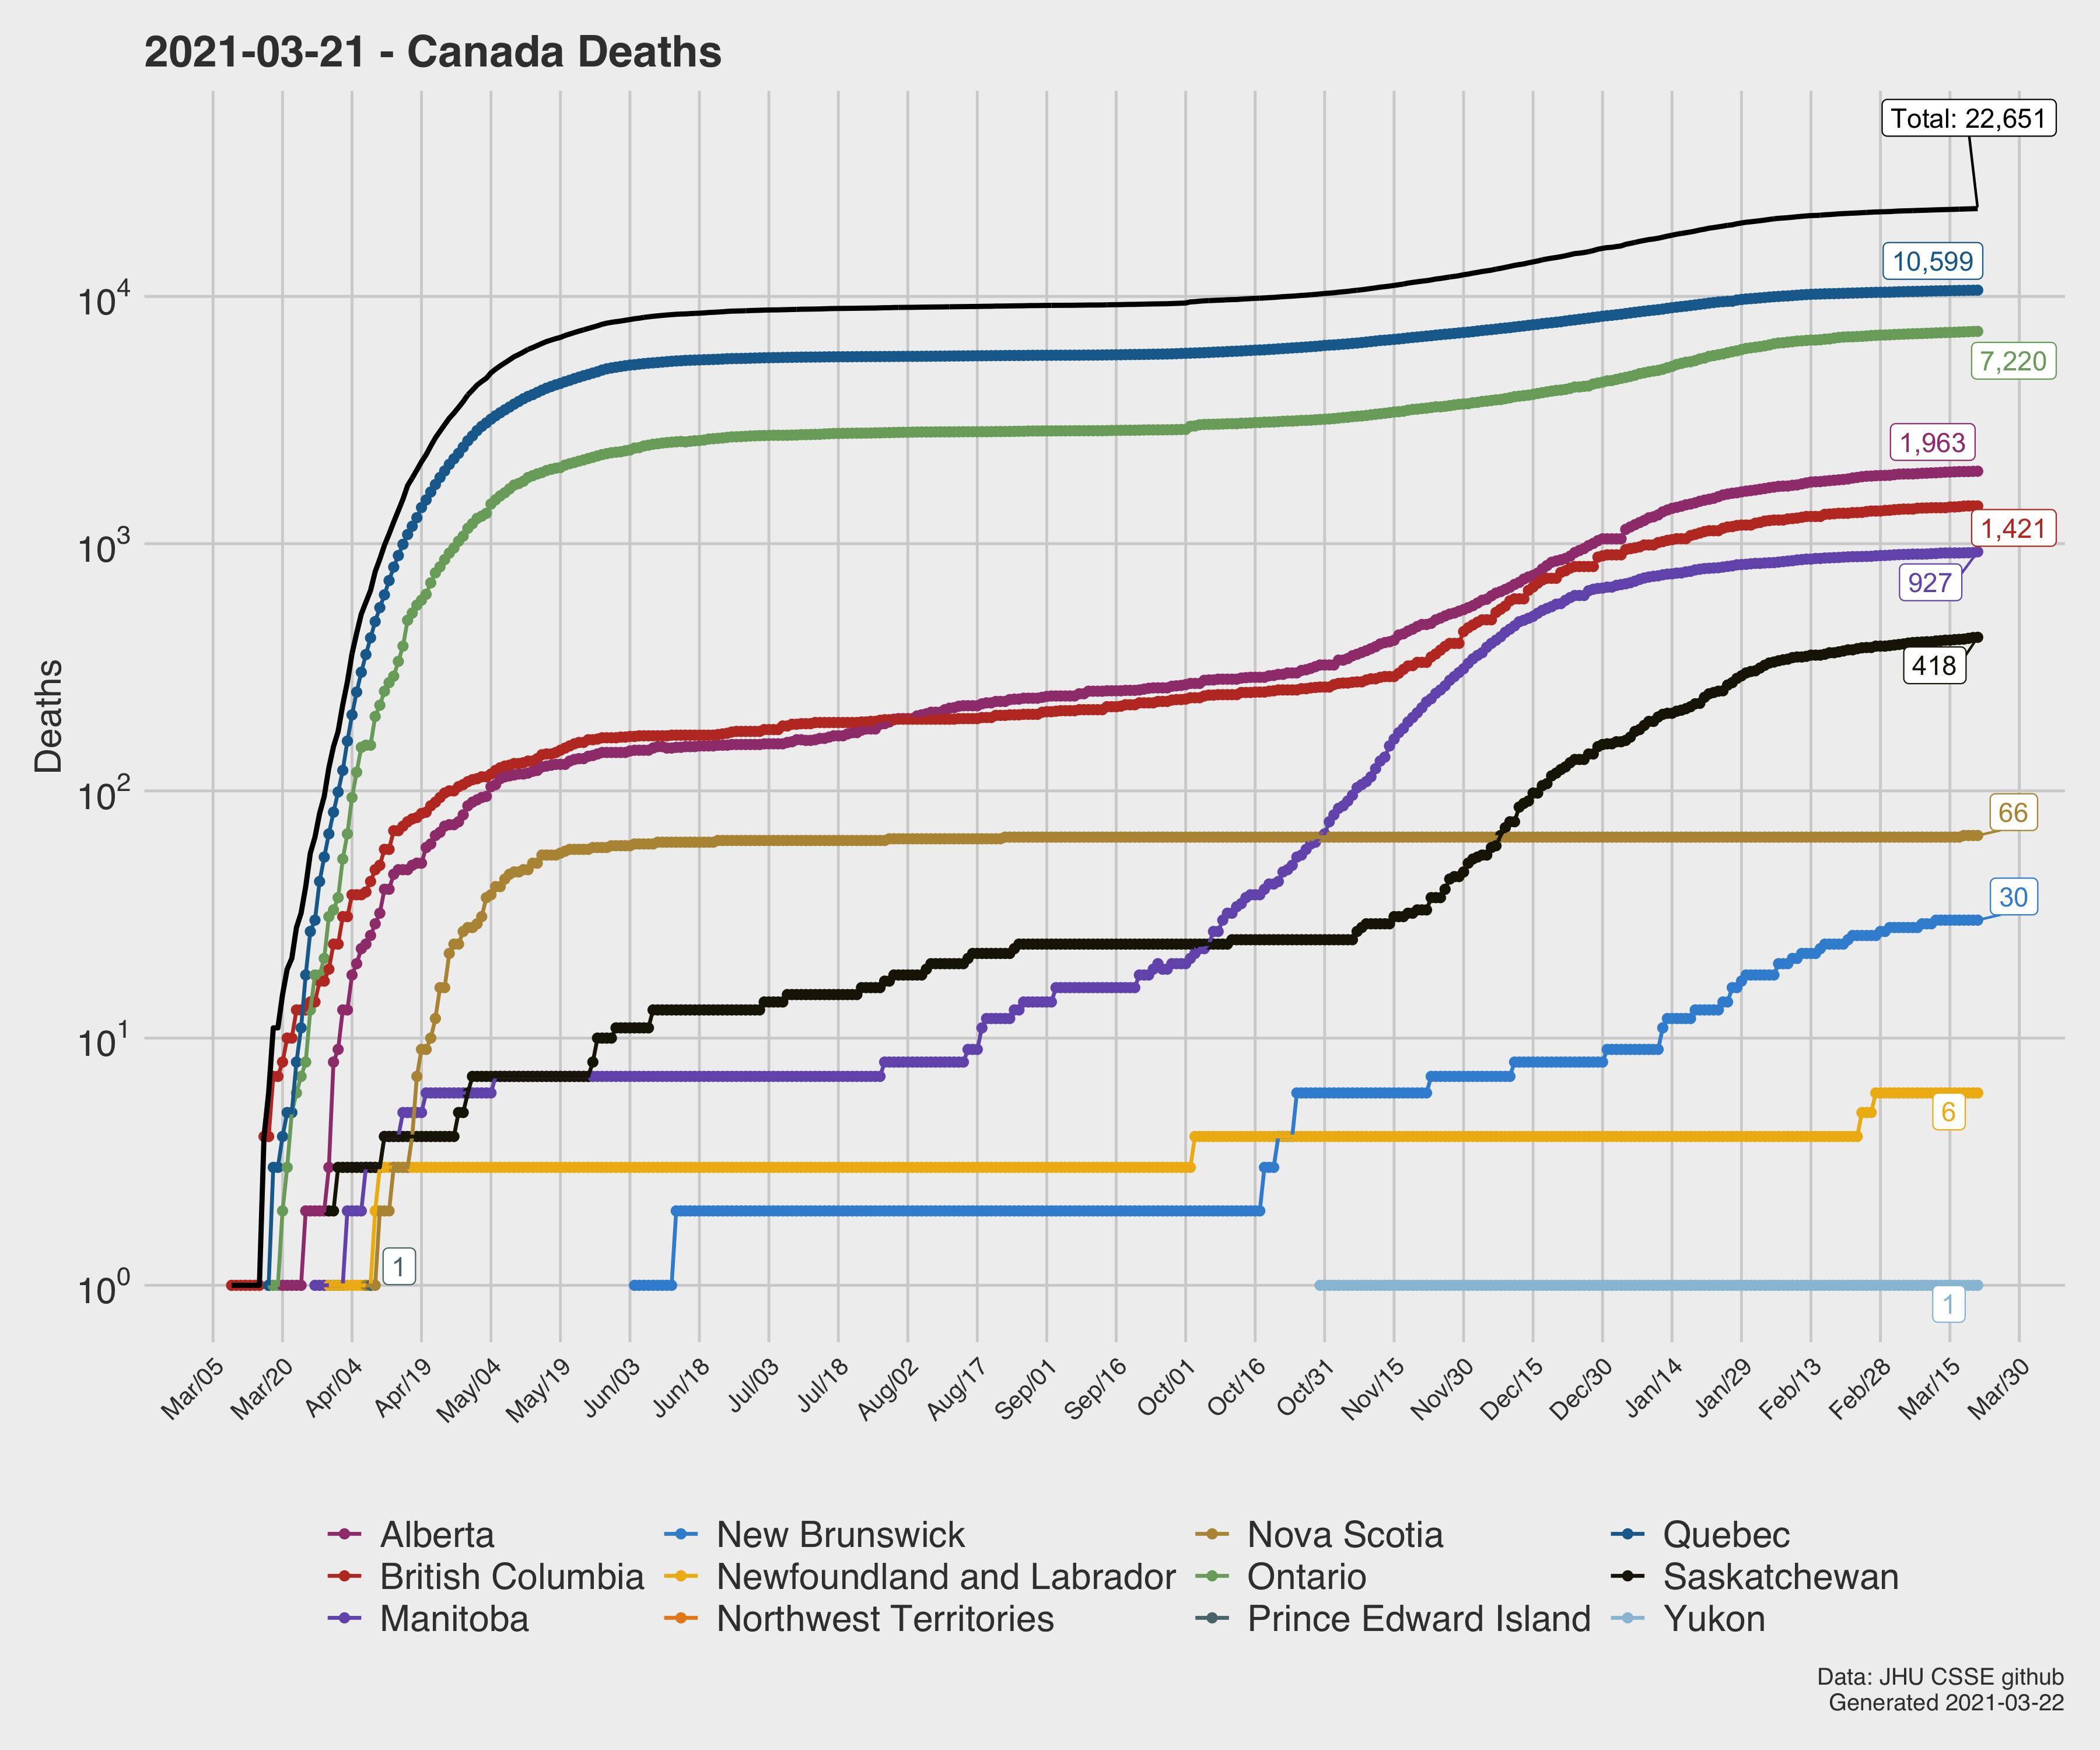 2021-03-21 - Canada Deaths
Total: 22,651
10,599
7,220
1,963
1,421
927
418
66
30
6
1
1
10^4
10^3
10^2
10^1
10^0
Deaths
Mar/05 Mar/20 Apr/04 Apr/19 May/04 May/19 Jun/03 Jun/18 Jul/03 Jul/18 Aug/02 Aug/17 Sep/01 Sep/16 Oct/01 Oct/16 Oct/31 Nov/15 Nov/30 Dec/15 Dec/30 Jan/14 Jan/29 Feb/13 Feb/28 Mar/15 Mar/30
Alberta New Brunswick Nova Scotia Quebec
British Columbia Newfoundland and Labrador Ontario Saskatchewan
Manitoba Northwest Territories Prince Edward Island Yukon
Data: JHU CSSE github
Generated 2021-03-22